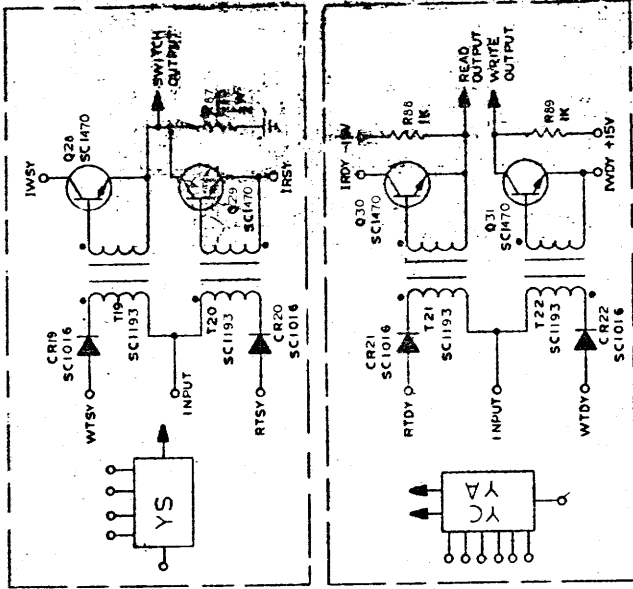 IWSY
Q28
SC1470
SWITCH
OUTPUT
R87
CR19
SC1016
T19
SC1193
WTSY
INPUT
T20
SC1193
Q29
SC1470
IRSY
RTSY
CR20
SC1016
YS
IRDY
-15V
R88
1K
READ
OUTPUT
WRITE
OUTPUT
Q30
SC1470
Q31
SC1470
R89
1K
IWDY
+15V
CR21
SC1016
T21
SC1193
RTDY
INPUT
T22
SC1193
WTDY
CR22
SC1016
YC
YA